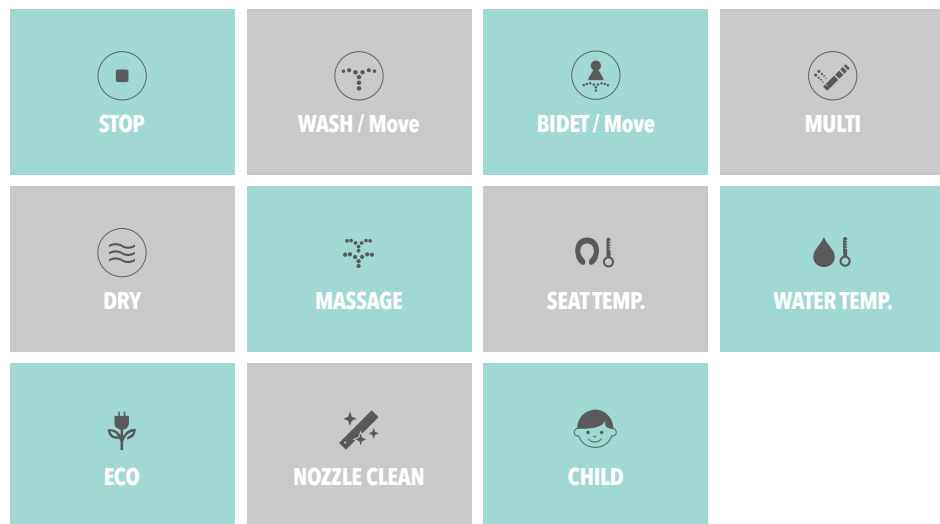 STOP
WASH / Move
BIDET / Move
MULTI
DRY
MASSAGE
SEAT TEMP.
WATER TEMP.
ECO
NOZZLE CLEAN
CHILD